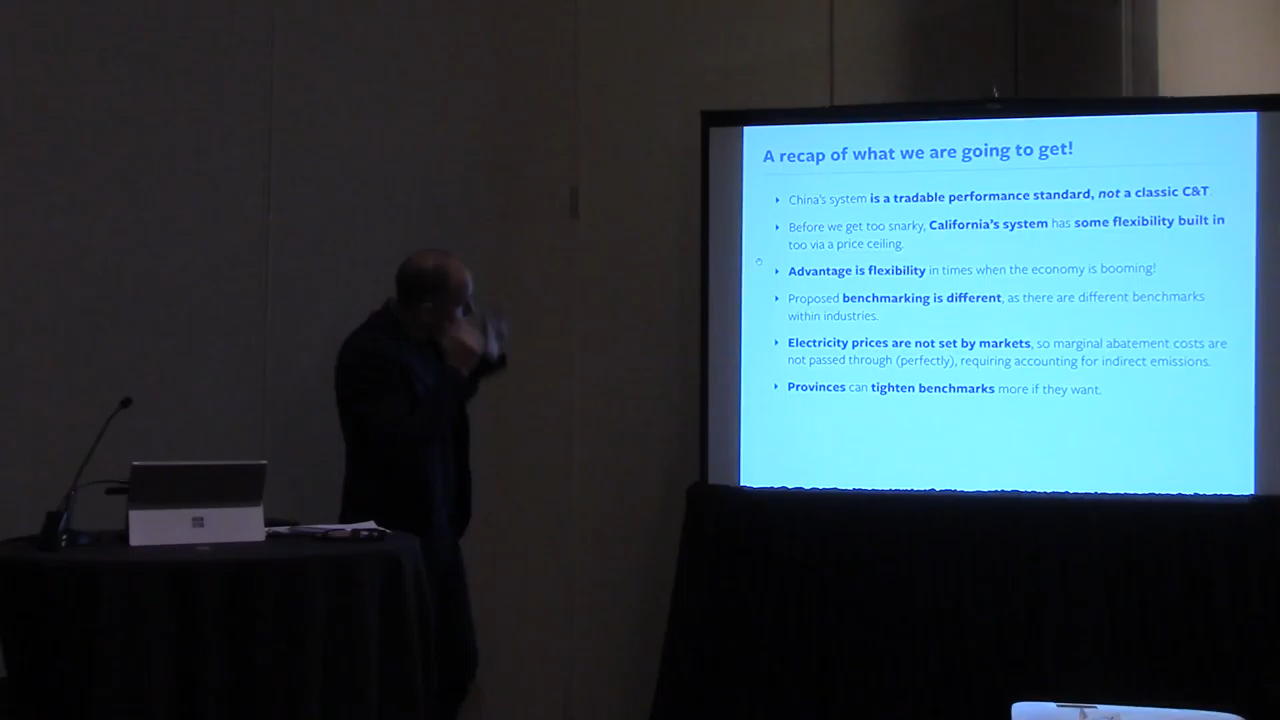 A recap of what we are going to get!
China's system is a tradable performance standard, not a classic C&T.
Before we get too snarky, California's system has some flexibility built in
too via a price ceiling.
Advantage is flexibility in times when the economy is booming!
Proposed benchmarking is different, as there are different benchmarks
within industries.
Electricity prices are not set by markets, so marginal abatement costs are
not passed through (perfectly), requiring accounting for indirect emissions.
Provinces can tighten benchmarks more if they want.